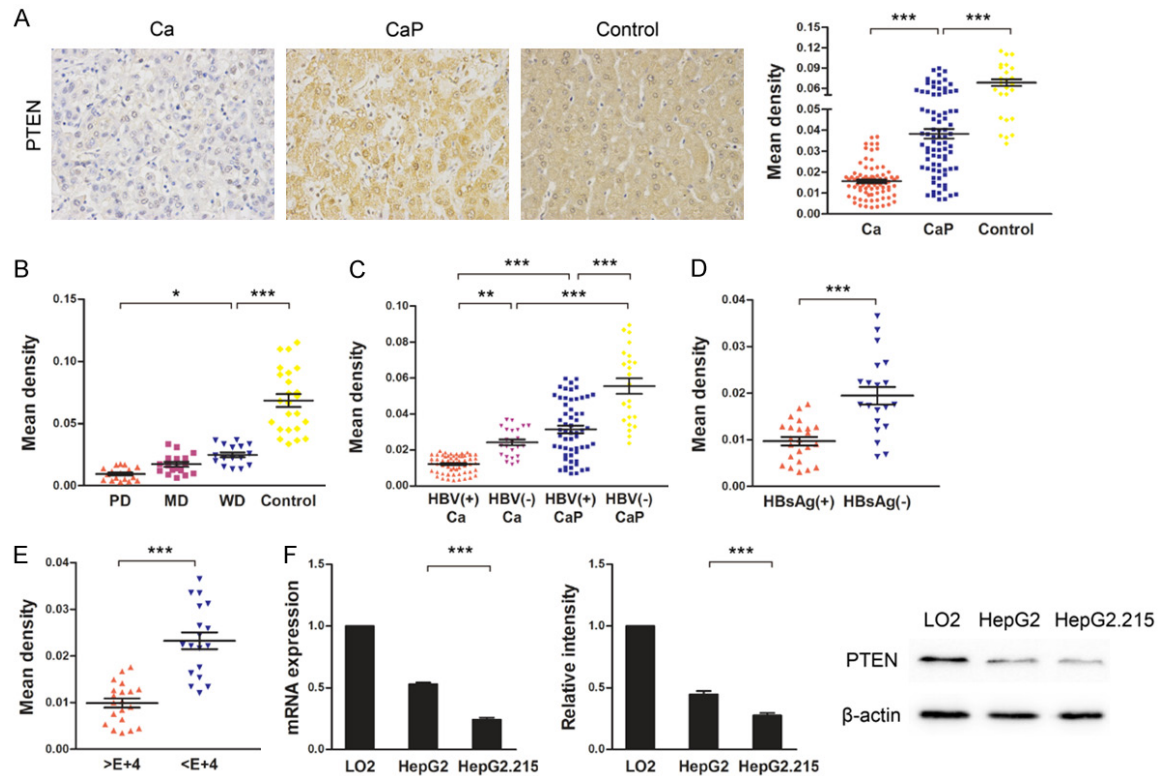 A
Ca CaP Control
PTEN
Mean density
0.15
0.12
0.09
0.06
0.04
0.03
0.02
0.01
0.00
*** ***
Ca CaP Control
B
Mean density
0.15
0.10
0.05
0.00
* ***
PD MD WD Control
C
Mean density
0.10
0.08
0.06
0.04
0.02
0.00
*** ***
** ***
HBV(+) HBV(-) HBV(+) HBV(-)
Ca Ca CaP CaP
D
Mean density
0.04
0.03
0.02
0.01
0.00
***
HBsAg(+) HBsAg(-)
E
Mean density
0.04
0.03
0.02
0.01
0.00
***
>E+4 <E+4
F
mRNA expression
1.5
1.0
0.5
0.0
***
LO2 HepG2 HepG2.215
Relative intensity
1.5
1.0
0.5
0.0
***
LO2 HepG2 HepG2.215
LO2 HepG2 HepG2.215
PTEN
β-actin